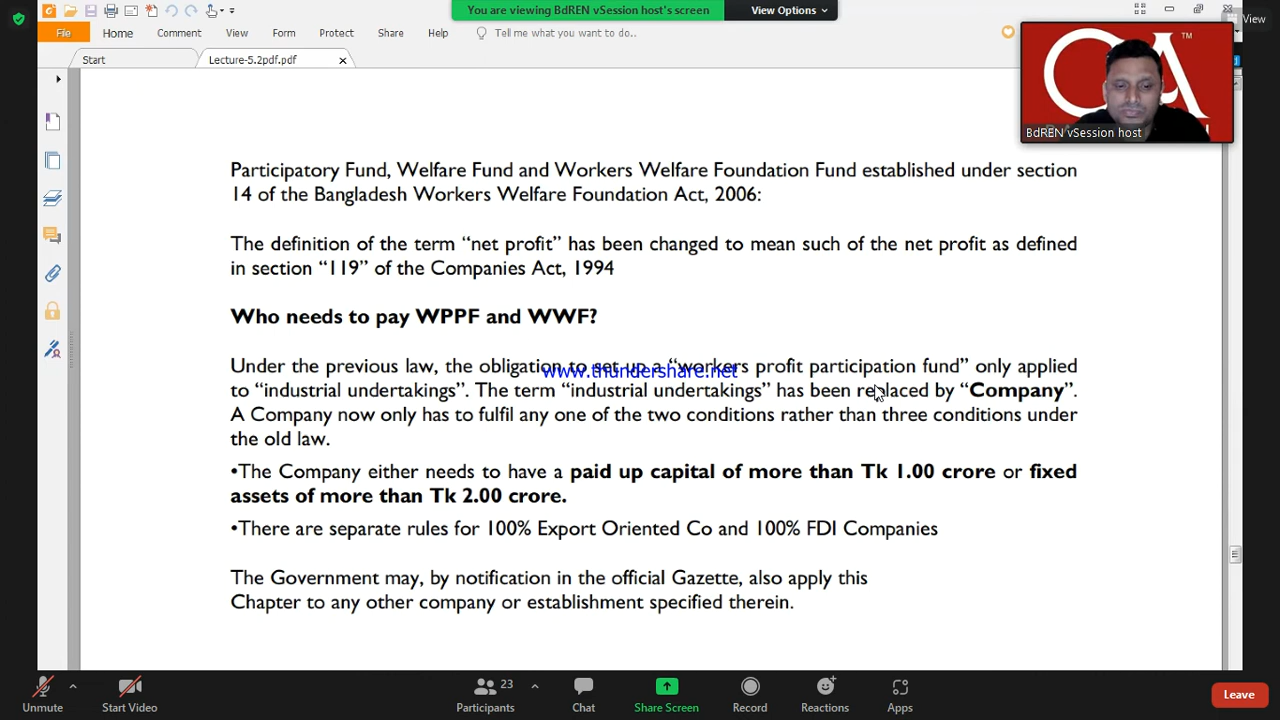 You are viewing BdREN vSession host's screen
View Options
View
File
Home
Comment
View
Form
Protect
Share
Help
Tell me what you want to do..
Start
Lecture-5.2pdf.pdf
CA
TM
BdREN vSession host
Participatory Fund, Welfare Fund and Workers Welfare Foundation Fund established under section
14 of the Bangladesh Workers Welfare Foundation Act, 2006:
The definition of the term “net profit” has been changed to mean such of the net profit as defined
in section “119” of the Companies Act, 1994
Who needs to pay WPPF and WWF?
Under the previous law, the obligation to set up a “workers profit participation fund” only applied
www.thundershare.net
to “industrial undertakings”. The term “industrial undertakings” has been replaced by “Company”.
A Company now only has to fulfil any one of the two conditions rather than three conditions under
the old law.
•The Company either needs to have a paid up capital of more than Tk 1.00 crore or fixed
assets of more than Tk 2.00 crore.
•There are separate rules for 100% Export Oriented Co and 100% FDI Companies
The Government may, by notification in the official Gazette, also apply this
Chapter to any other company or establishment specified therein.
Unmute
Start Video
23
Participants
Chat
Share Screen
Record
Reactions
Apps
Leave